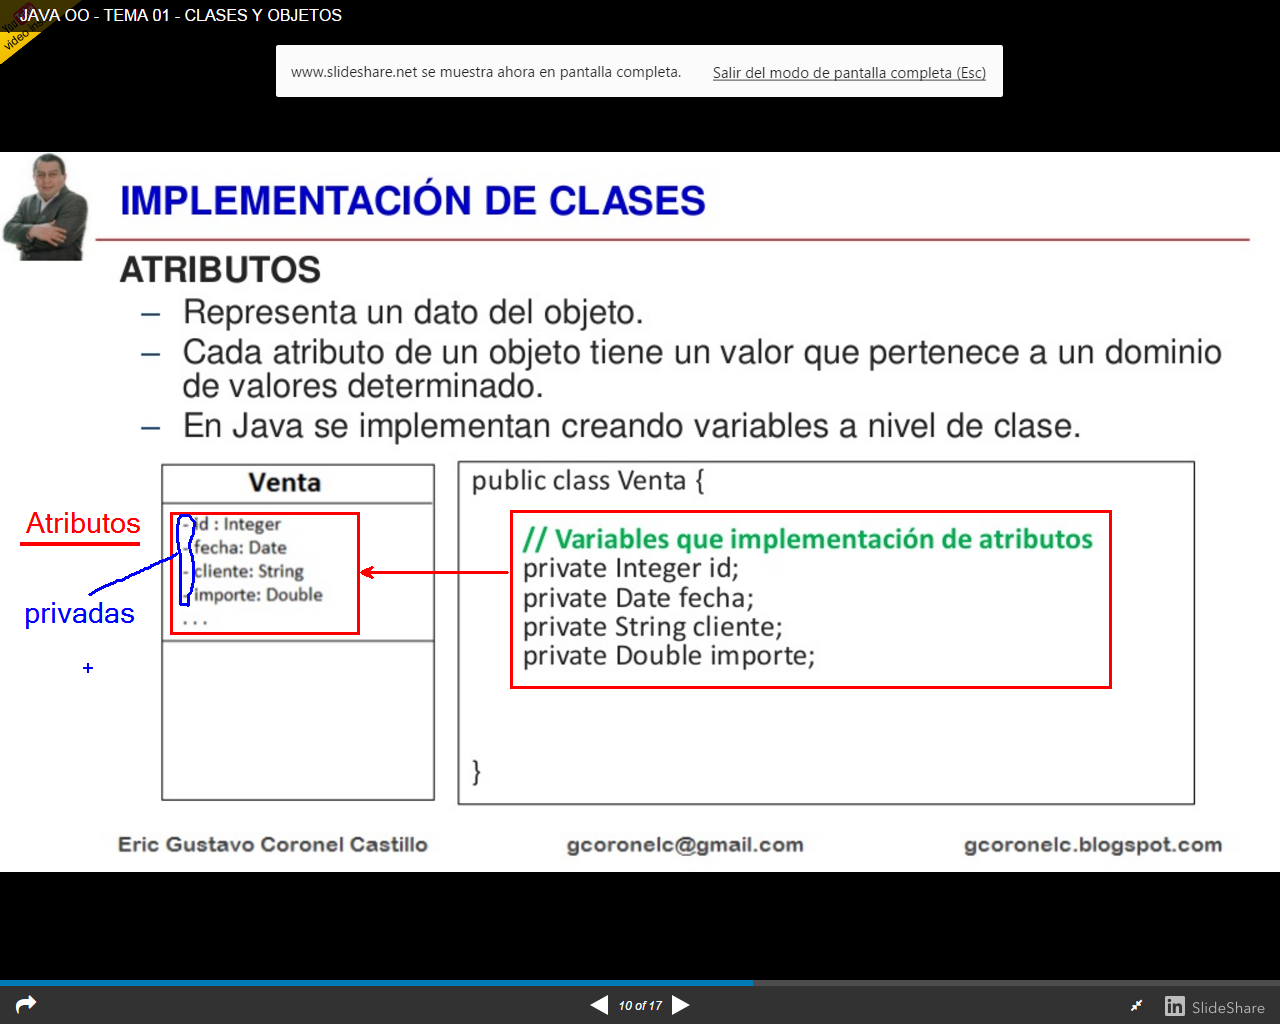 JAVA OO - TEMA 01 - CLASES Y OBJETOS
www.slideshare.net se muestra ahora en pantalla completa. Salir del modo de pantalla completa (Esc)
IMPLEMENTACIÓN DE CLASES
ATRIBUTOS
– Representa un dato del objeto.
– Cada atributo de un objeto tiene un valor que pertenece a un dominio
de valores determinado.
– En Java se implementan creando variables a nivel de clase.
Atributos
privadas
Venta
- id : Integer
- fecha: Date
- cliente: String
- importe: Double
. . .
public class Venta {
// Variables que implementación de atributos
private Integer id;
private Date fecha;
private String cliente;
private Double importe;
}
Eric Gustavo Coronel Castillo gcoronelc@gmail.com gcoronelc.blogspot.com
10 of 17
in SlideShare